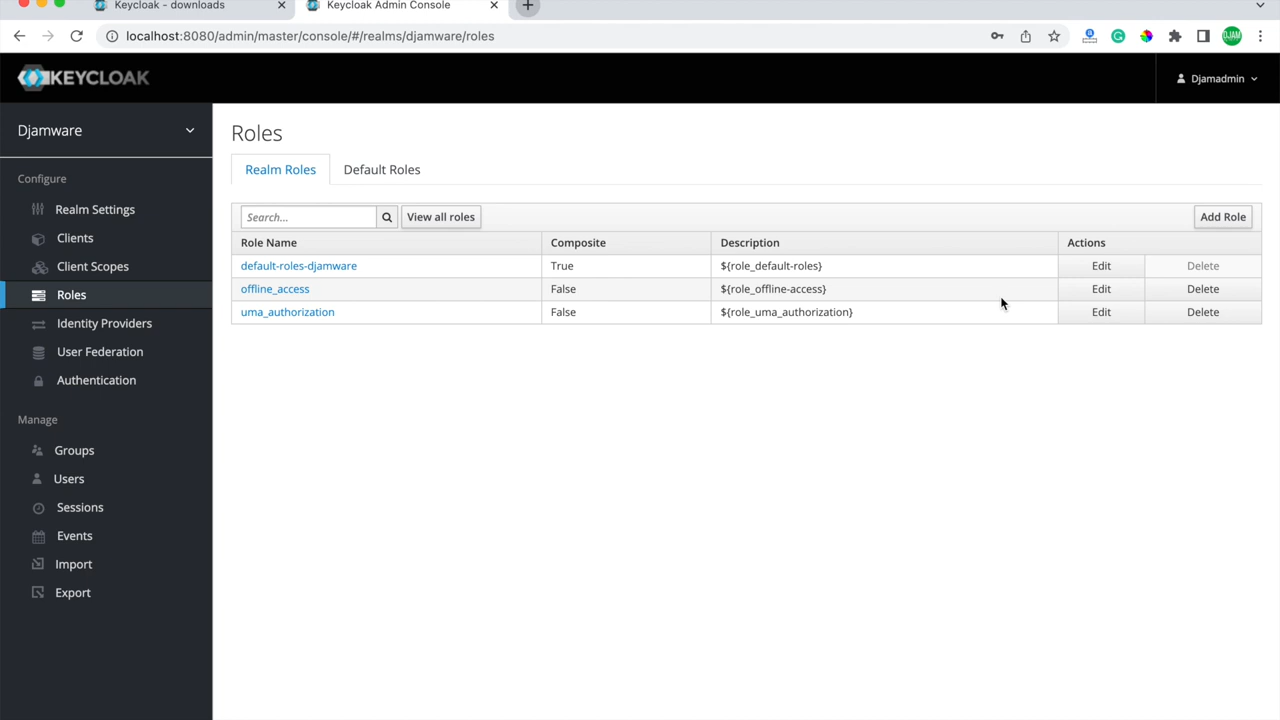 Keycloak - downloads
Keycloak Admin Console
localhost:8080/admin/master/console/#/realms/djamware/roles
DJAM
KEYCLOAK
Djamadmin
Djamware
Configure
Realm Settings
Clients
Client Scopes
Roles
Identity Providers
User Federation
Authentication
Manage
Groups
Users
Sessions
Events
Import
Export
Roles
Realm Roles Default Roles
Search... View all roles Add Role
Role Name Composite Description Actions
default-roles-djamware True ${role_default-roles} Edit Delete
offline_access False ${role_offline-access} Edit Delete
uma_authorization False ${role_uma_authorization} Edit Delete